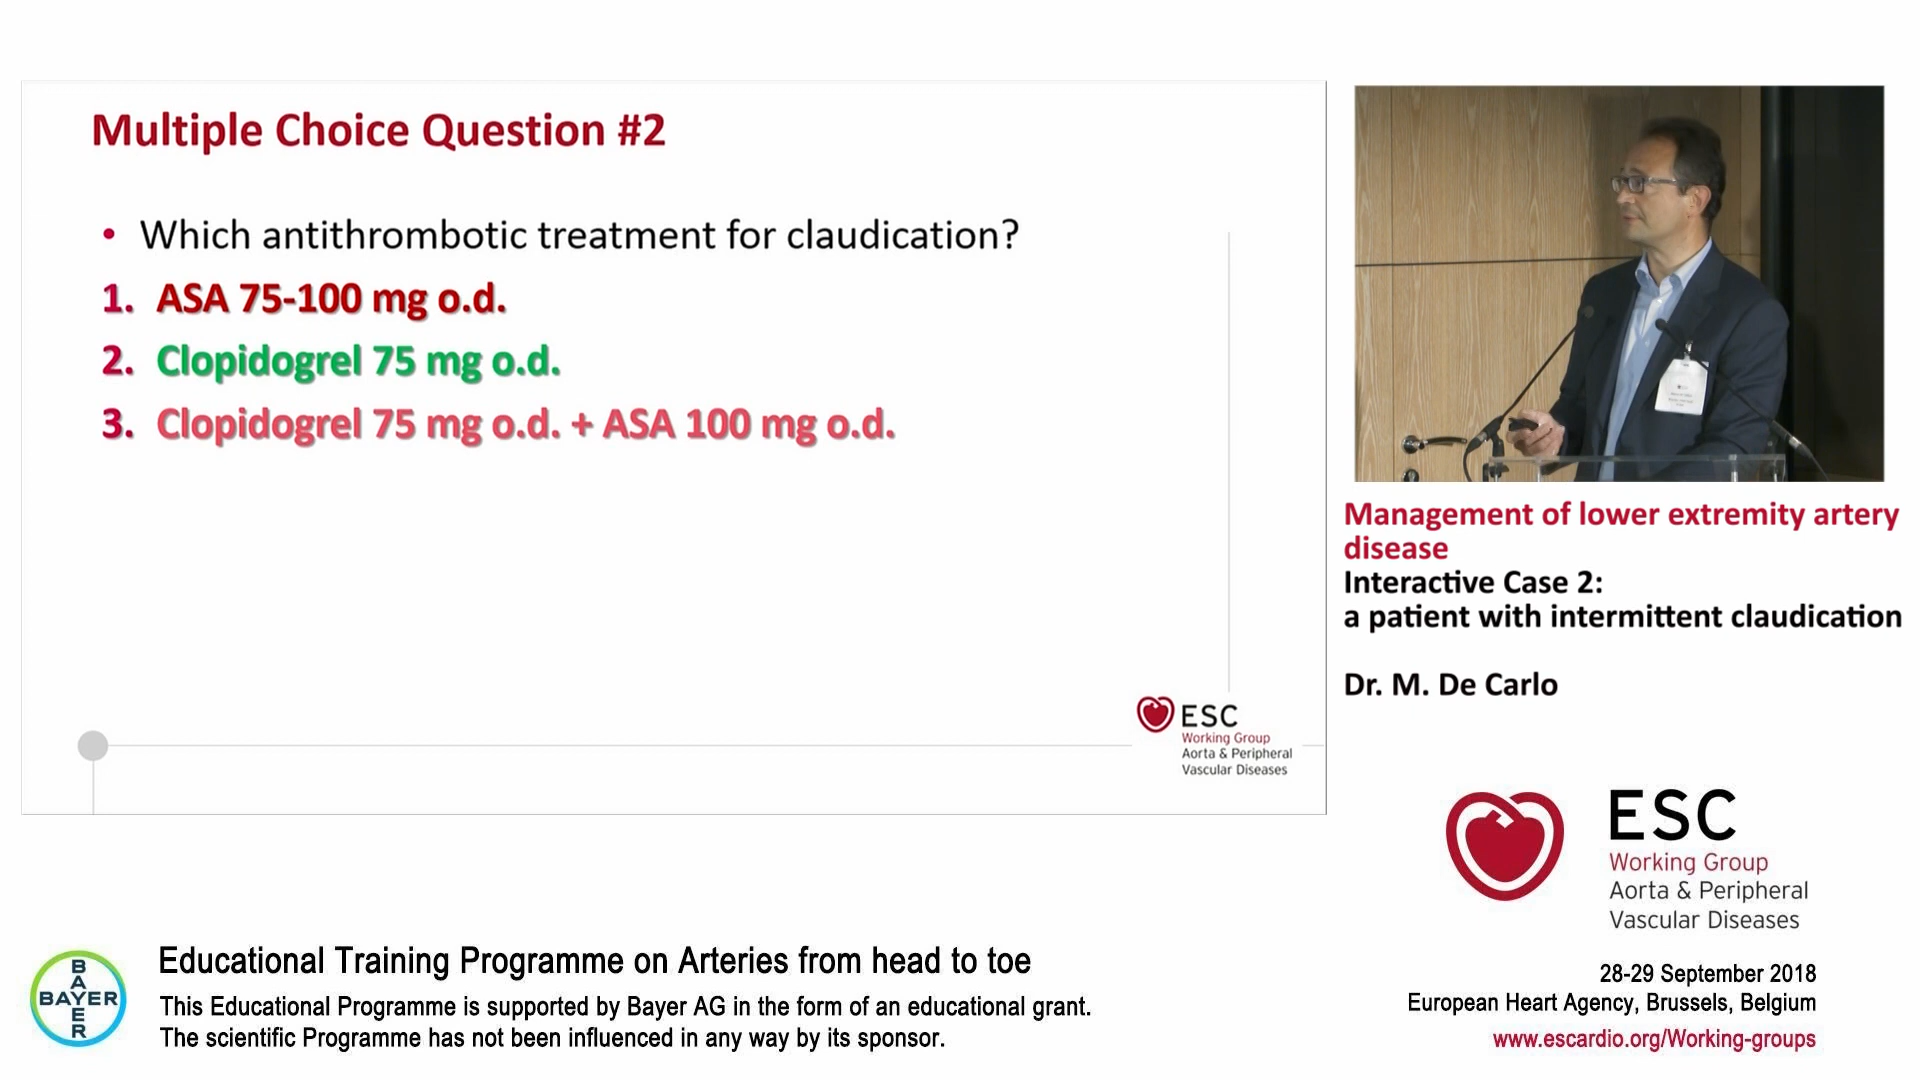 Multiple Choice Question #2
• Which antithrombotic treatment for claudication?
1. ASA 75-100 mg o.d.
2. Clopidogrel 75 mg o.d.
3. Clopidogrel 75 mg o.d. + ASA 100 mg o.d.
ESC
Working Group
Aorta & Peripheral
Vascular Diseases
Management of lower extremity artery
disease
Interactive Case 2:
a patient with intermittent claudication
Dr. M. De Carlo
ESC
Working Group
Aorta & Peripheral
Vascular Diseases
BAYER
BAYER
Educational Training Programme on Arteries from head to toe
This Educational Programme is supported by Bayer AG in the form of an educational grant.
The scientific Programme has not been influenced in any way by its sponsor.
28-29 September 2018
European Heart Agency, Brussels, Belgium
www.escardio.org/Working-groups